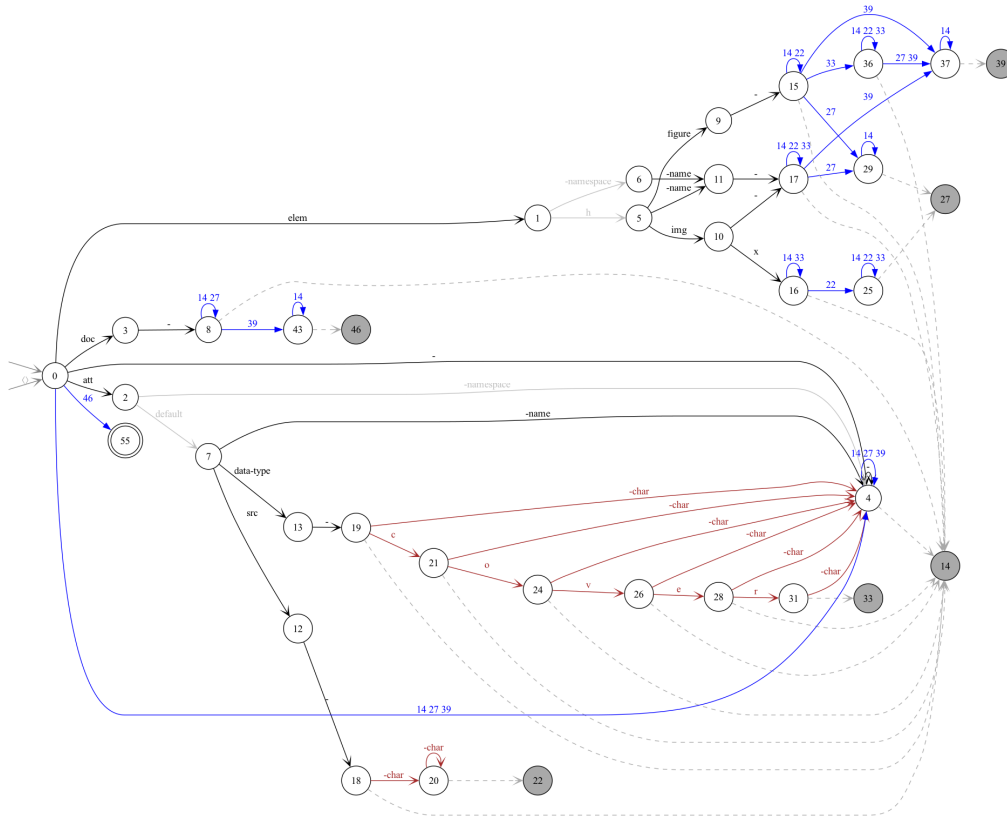 39
14 22
14 22 33
14
33
36
27 39
37
39
15
39
-
27
9
14
figure
14 22 33
29
-namespace
6
-name
11
-
17
27
-name
27
h
-
elem
1
5
img
10
x
14 33
14 22 33
16
22
25
14 27
14
doc
3
-
8
39
43
46
-
()
0
att
-namespace
46
2
default
-name
55
7
14 27 39
-
data-type
4
-char
src
13
-
19
-char
c
-char
21
o
-char
14
24
v
26
e
28
r
31
-char
-char
33
12
-
14 27 39
-char
18
-char
20
22